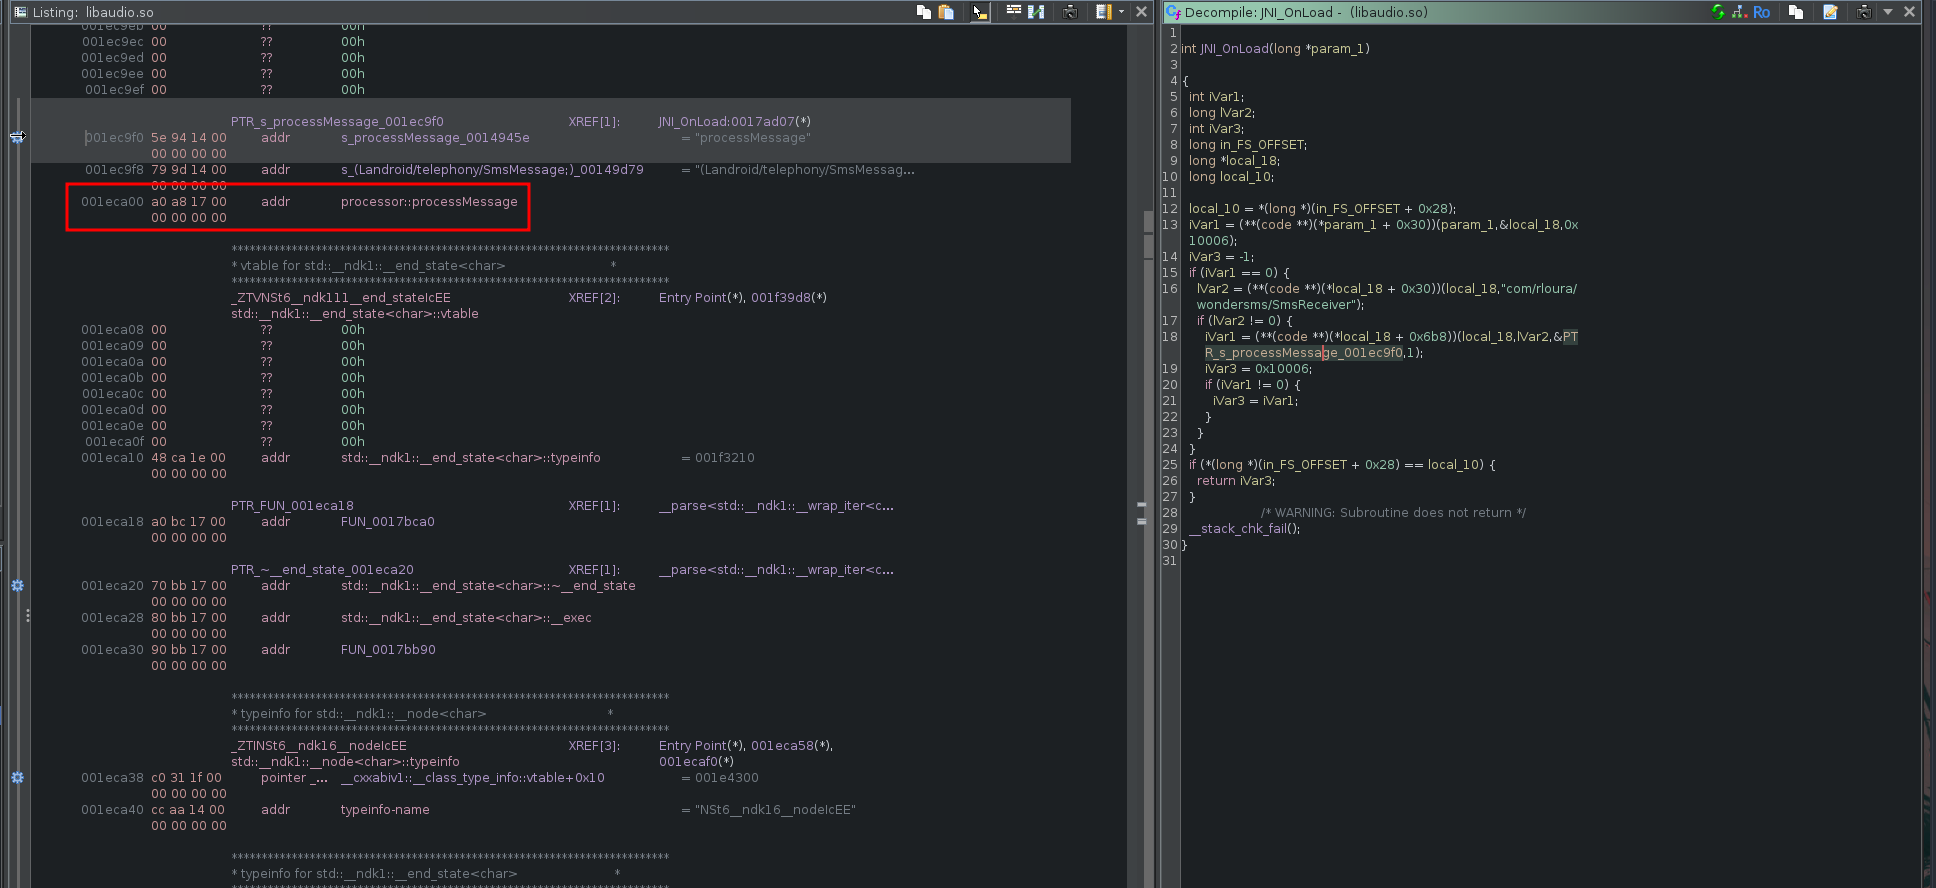 Listing: libaudio.so
001ec9eb 00 ?? 00h
001ec9ec 00 ?? 00h
001ec9ed 00 ?? 00h
001ec9ee 00 ?? 00h
001ec9ef 00 ?? 00h
PTR_s_processMessage_001ec9f0 XREF[1]: JNI_OnLoad:0017ad07(*)
001ec9f0 5e 94 14 00 addr s_processMessage_0014945e = "processMessage"
00 00 00 00
001ec9f8 79 9d 14 00 addr s_(Landroid/telephony/SmsMessage;)_00149d79 = "(Landroid/telephony/SmsMessag...
00 00 00 00
001eca00 a0 a8 17 00 addr processor::processMessage
00 00 00 00
**********************************************************************
* vtable for std::__ndk1::__end_state<char> *
**********************************************************************
_ZTVNSt6__ndk111__end_stateIcEE XREF[2]: Entry Point(*), 001f39d8(*)
std::__ndk1::__end_state<char>::vtable
001eca08 00 ?? 00h
001eca09 00 ?? 00h
001eca0a 00 ?? 00h
001eca0b 00 ?? 00h
001eca0c 00 ?? 00h
001eca0d 00 ?? 00h
001eca0e 00 ?? 00h
001eca0f 00 ?? 00h
001eca10 48 ca 1e 00 addr std::__ndk1::__end_state<char>::typeinfo = 001f3210
00 00 00 00
PTR_FUN_001eca18 XREF[1]: __parse<std::__ndk1::__wrap_iter<c...
001eca18 a0 bc 17 00 addr FUN_0017bca0
00 00 00 00
PTR_~__end_state_001eca20 XREF[1]: __parse<std::__ndk1::__wrap_iter<c...
001eca20 70 bb 17 00 addr std::__ndk1::__end_state<char>::~__end_state
00 00 00 00
001eca28 80 bb 17 00 addr std::__ndk1::__end_state<char>::__exec
00 00 00 00
001eca30 90 bb 17 00 addr FUN_0017bb90
00 00 00 00
**********************************************************************
* typeinfo for std::__ndk1::__node<char> *
**********************************************************************
_ZTINSt6__ndk16__nodeIcEE XREF[3]: Entry Point(*), 001eca58(*),
std::__ndk1::__node<char>::typeinfo 001ecaf0(*)
001eca38 c0 31 1f 00 pointer _... __cxxabiv1::__class_type_info::vtable+0x10 = 001e4300
00 00 00 00
001eca40 cc aa 14 00 addr typeinfo-name = "NSt6__ndk16__nodeIcEE"
00 00 00 00
**********************************************************************
* typeinfo for std::__ndk1::__end_state<char> *
Decompile: JNI_OnLoad - (libaudio.so)
Ro
1
2 int JNI_OnLoad(long *param_1)
3
4 {
5 int iVar1;
6 long lVar2;
7 int iVar3;
8 long in_FS_OFFSET;
9 long *local_18;
10 long local_10;
11
12 local_10 = *(long *)(in_FS_OFFSET + 0x28);
13 iVar1 = (**(code **)(*param_1 + 0x30))(param_1,&local_18,0x
10006);
14 iVar3 = -1;
15 if (iVar1 == 0) {
16 lVar2 = (**(code **)(*local_18 + 0x30))(local_18,"com/rloura/
wondersms/SmsReceiver");
17 if (lVar2 != 0) {
18 iVar1 = (**(code **)(*local_18 + 0x6b8))(local_18,lVar2,&PT
R_s_processMessage_001ec9f0,1);
19 iVar3 = 0x10006;
20 if (iVar1 != 0) {
21 iVar3 = iVar1;
22 }
23 }
24 }
25 if (*(long *)(in_FS_OFFSET + 0x28) == local_10) {
26 return iVar3;
27 }
28 /* WARNING: Subroutine does not return */
29 __stack_chk_fail();
30 }
31